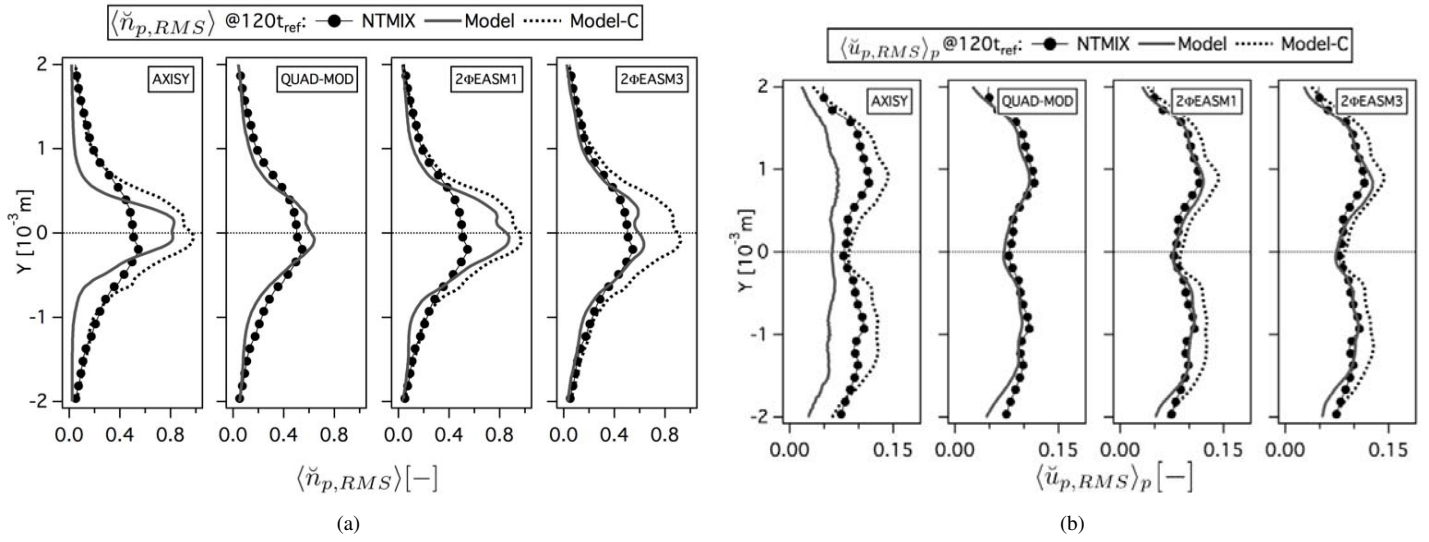 ⟨n̆p,RMS⟩ @120tref: NTMIX Model Model-C
2
1
0
-1
-2
Y [10⁻³m]
AXISY
QUAD-MOD
2ΦEASM1
2ΦEASM3
0.0 0.4 0.8 0.0 0.4 0.8 0.0 0.4 0.8 0.0 0.4 0.8
⟨n̆p,RMS⟩[−]
(a)
⟨ŭp,RMS⟩p @120tref: NTMIX Model Model-C
2
1
0
-1
-2
Y [10⁻³m]
AXISY
QUAD-MOD
2ΦEASM1
2ΦEASM3
0.00 0.15 0.00 0.15 0.00 0.15 0.00 0.15
⟨ŭp,RMS⟩p[−]
(b)